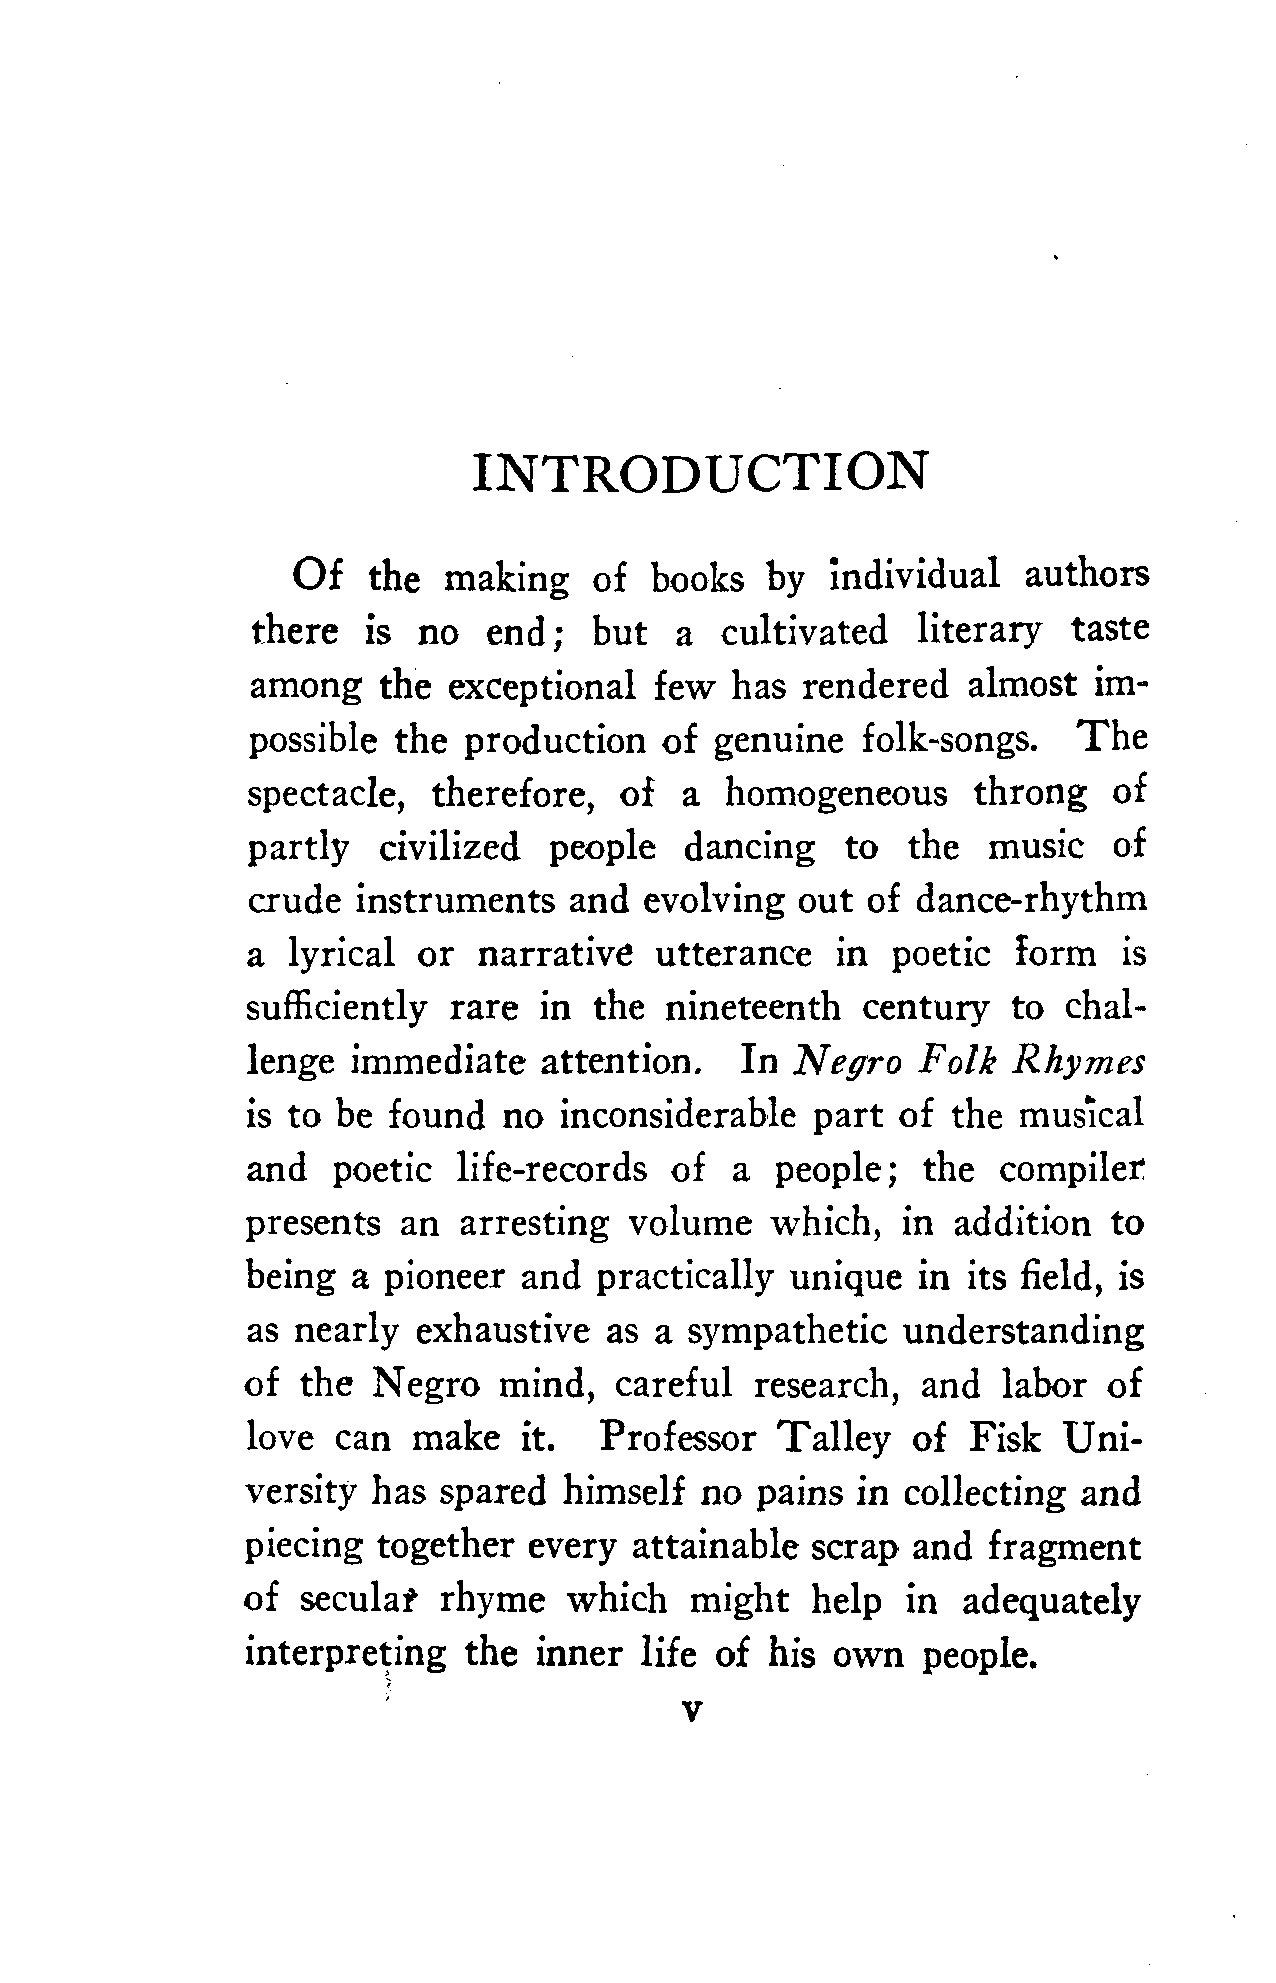 INTRODUCTION
Of the making of books by individual authors
there is no end; but a cultivated literary taste
among the exceptional few has rendered almost im-
possible the production of genuine folk-songs. The
spectacle, therefore, of a homogeneous throng of
partly civilized people dancing to the music of
crude instruments and evolving out of dance-rhythm
a lyrical or narrative utterance in poetic form is
sufficiently rare in the nineteenth century to chal-
lenge immediate attention. In Negro Folk Rhymes
is to be found no inconsiderable part of the musical
and poetic life-records of a people; the compiler
presents an arresting volume which, in addition to
being a pioneer and practically unique in its field, is
as nearly exhaustive as a sympathetic understanding
of the Negro mind, careful research, and labor of
love can make it. Professor Talley of Fisk Uni-
versity has spared himself no pains in collecting and
piecing together every attainable scrap and fragment
of secular rhyme which might help in adequately
interpreting the inner life of his own people.
v